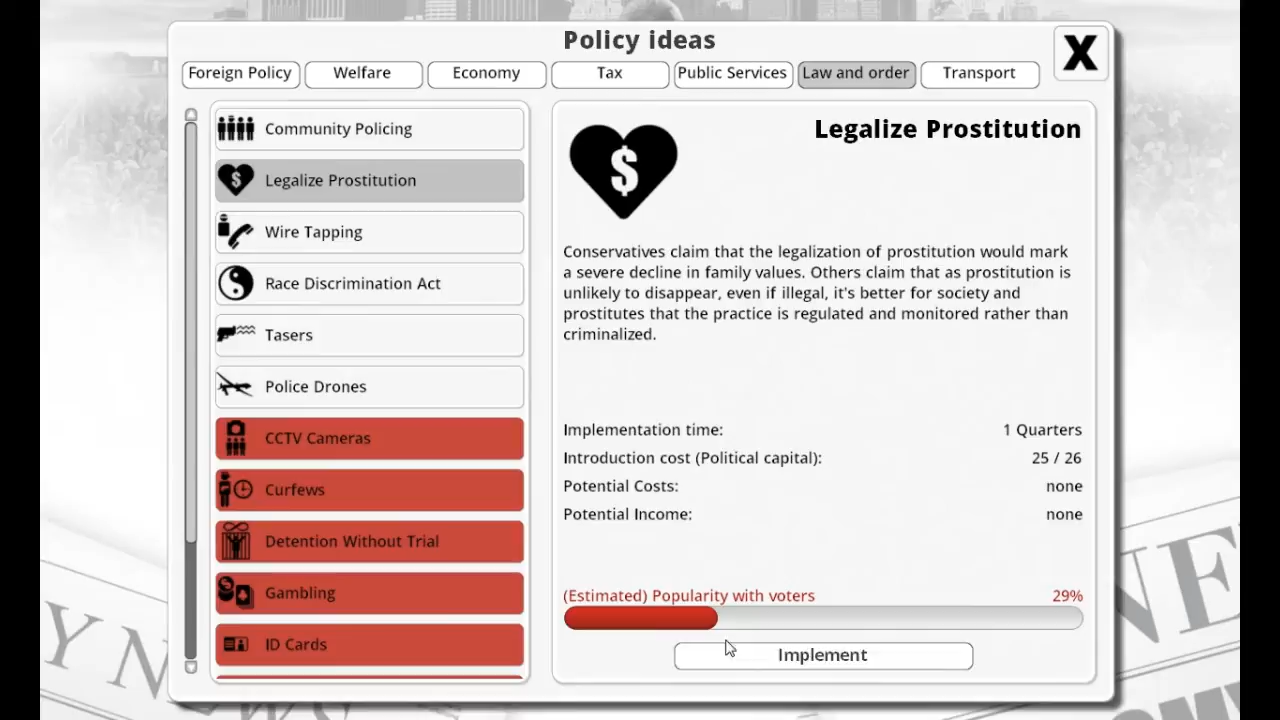 Policy ideas
X
Foreign Policy
Welfare
Economy
Tax
Public Services
Law and order
Transport
Community Policing
Legalize Prostitution
Wire Tapping
Race Discrimination Act
Tasers
Police Drones
CCTV Cameras
Curfews
Detention Without Trial
Gambling
ID Cards
$
Legalize Prostitution
Conservatives claim that the legalization of prostitution would mark
a severe decline in family values. Others claim that as prostitution is
unlikely to disappear, even if illegal, it's better for society and
prostitutes that the practice is regulated and monitored rather than
criminalized.
Implementation time: 1 Quarters
Introduction cost (Political capital): 25 / 26
Potential Costs: none
Potential Income: none
(Estimated) Popularity with voters 29%
Implement